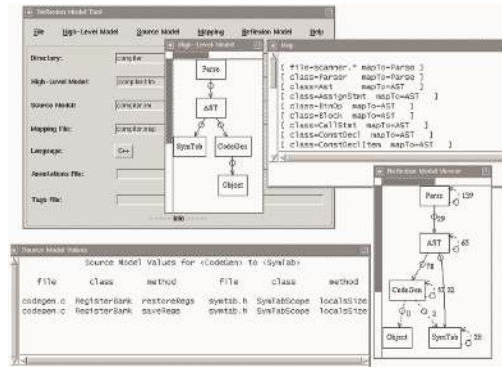 Reflexion Model Tool
File High-Level Model Source Model Mapping Reflexion Model Help
Directory: compiler
High-Level Model:
Source Model:
Mapping File: compiler.map
Language: C++
Annotations File:
Tags File:
Info
High-Level Model
Parse
AST
SymTab CodeGen
Object
Map
[ file=scanner.* mapTo=Parse ]
[ class=Parser mapTo=Parse ]
[ class=Ast mapTo=AST ]
[ class=AssignStmt mapTo=AST ]
[ class=BinOp mapTo=AST ]
[ class=Block mapTo=AST ]
[ class=CallStmt mapTo=AST ]
[ class=ConstDecl mapTo=AST ]
[ class=ConstDeclItem mapTo=AST ]
Reflexion Model Viewer
Parse 139
AST 65
CodeGen
Object SymTab
Source Model Values
Source Model Values for <CodeGen> to <SymTab>
file class method file class method
codegen.c RegisterBank restoreRegs symtab.h SymTabScope localsSize
codegen.c RegisterBank saveRegs symtab.h SymTabScope localsSize